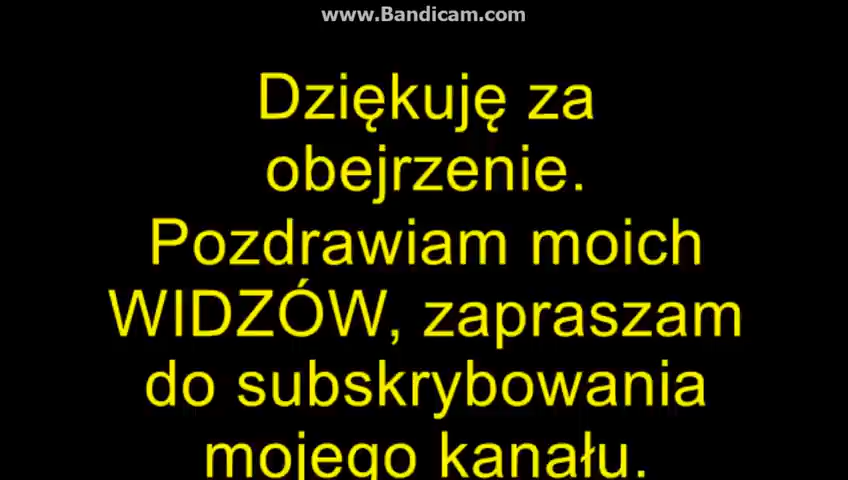 www.Bandicam.com
Dziękuję za
obejrzenie.
Pozdrawiam moich
WIDZÓW, zapraszam
do subskrybowania
mojego kanału.